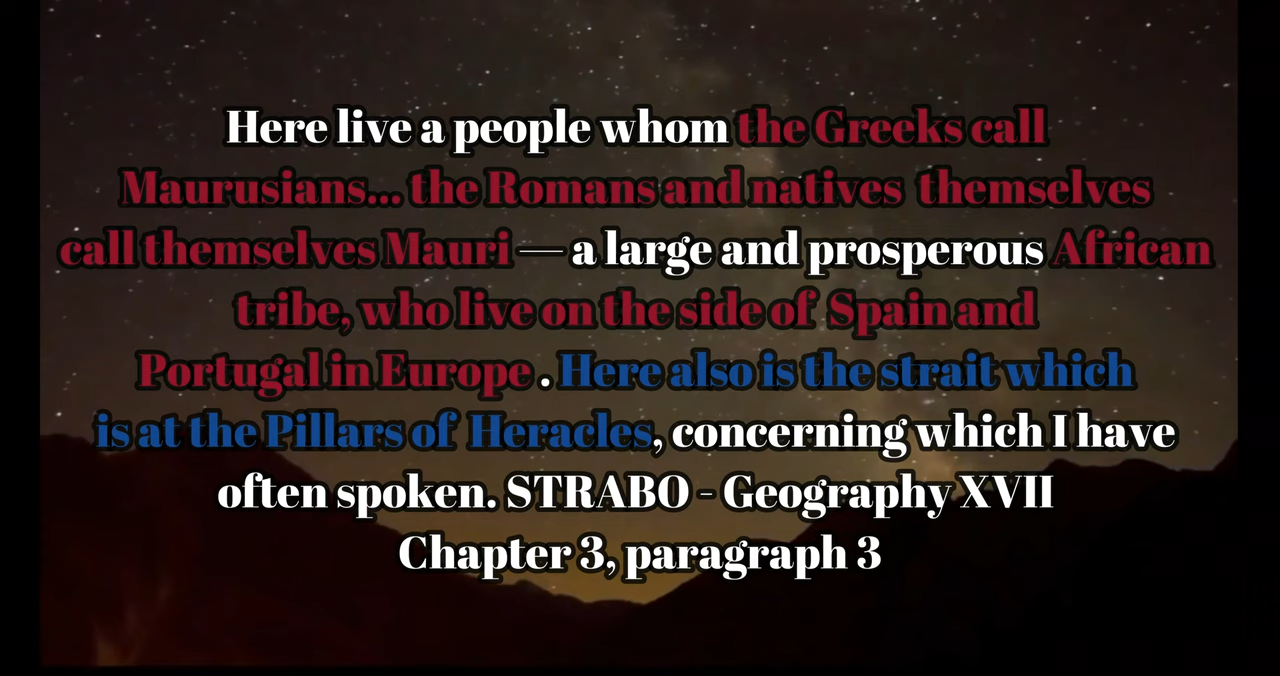 Here live a people whom the Greeks call
Maurusians... the Romans and natives themselves
call themselves Mauri — a large and prosperous African
tribe, who live on the side of Spain and
Portugal in Europe . Here also is the strait which
is at the Pillars of Heracles, concerning which I have
often spoken. STRABO - Geography XVII
Chapter 3, paragraph 3